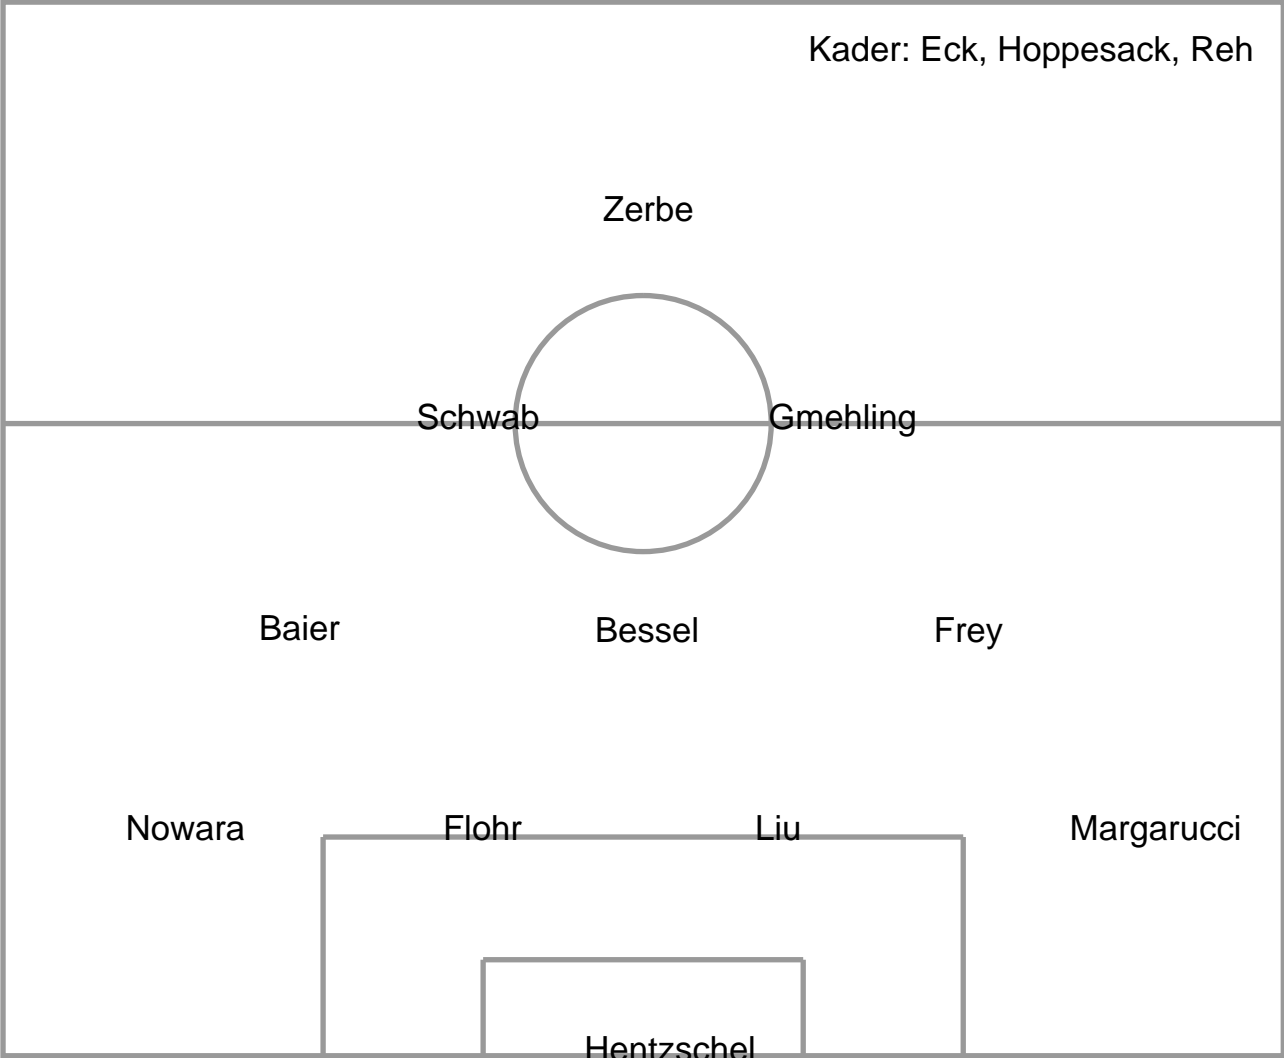 Kader: Eck, Hoppesack, Reh
Zerbe
Schwab Gmehling
Baier Bessel Frey
Nowara Flohr Liu Margarucci
Hentzschel